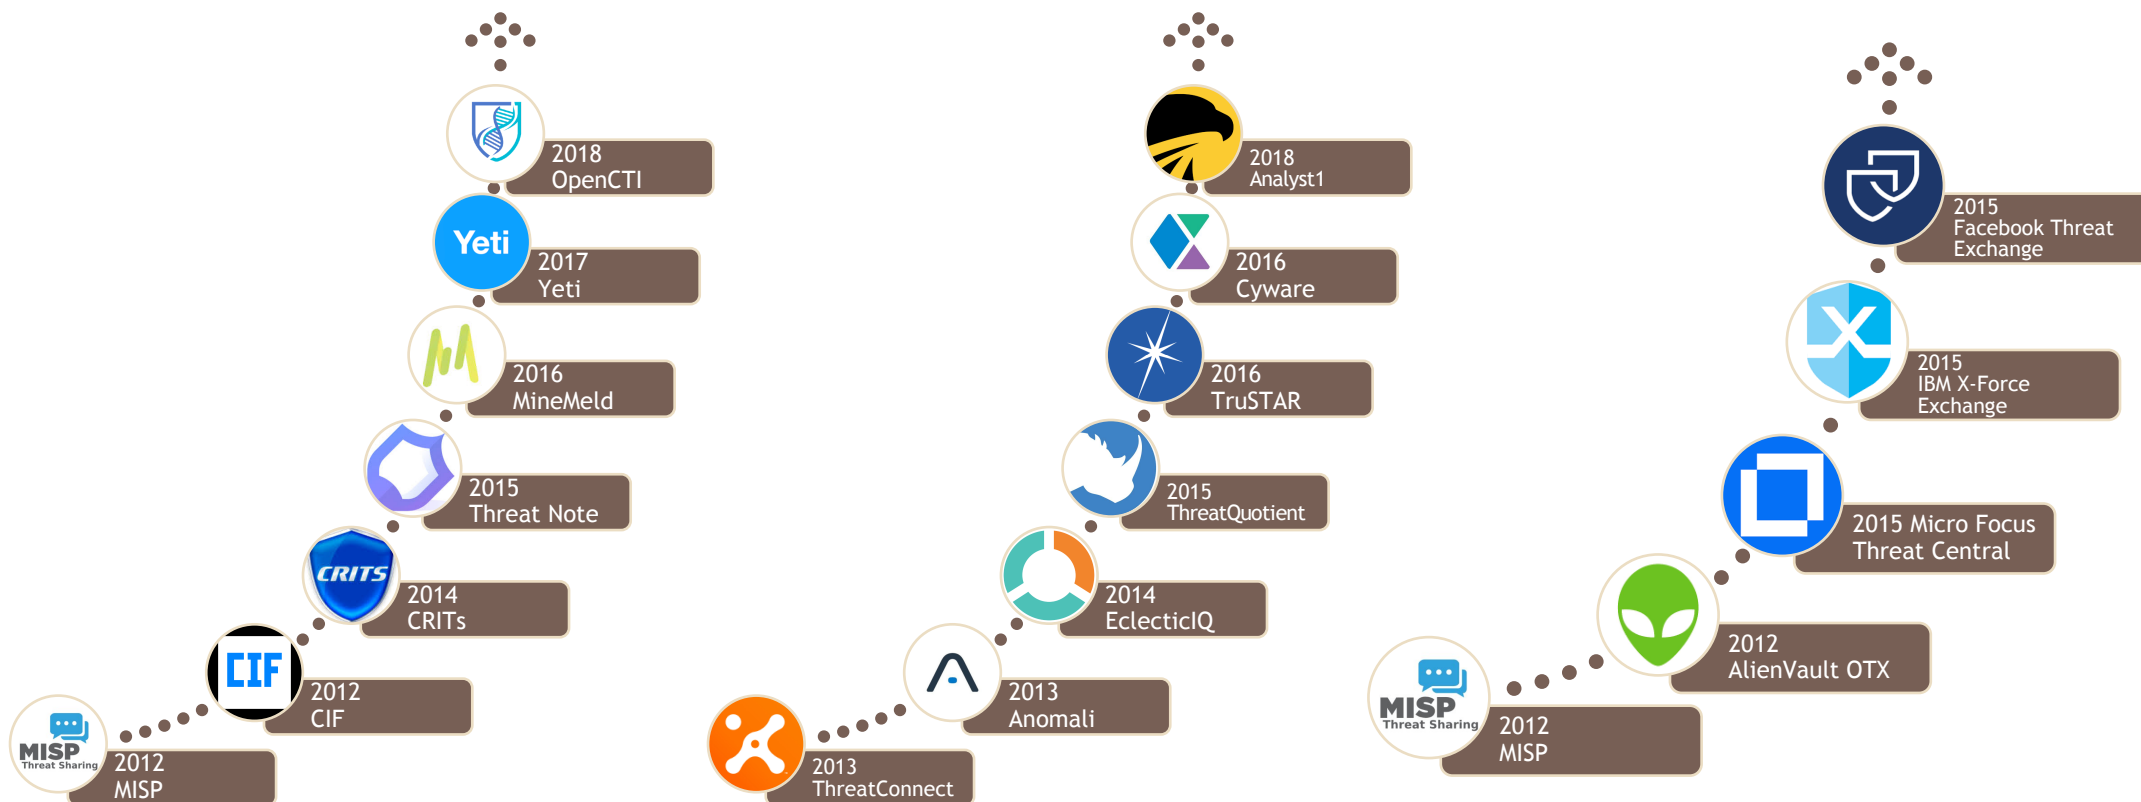 2018
OpenCTI
Yeti
2017
Yeti
2016
MineMeld
2015
Threat Note
CRITS
2014
CRITs
CIF
2012
CIF
MISP
Threat Sharing
2012
MISP
2018
Analyst1
2016
Cyware
2016
TruSTAR
2015
ThreatQuotient
2014
EclecticIQ
2013
Anomali
2013
ThreatConnect
2015
Facebook Threat
Exchange
2015
IBM X-Force
Exchange
2015 Micro Focus
Threat Central
2012
AlienVault OTX
MISP
Threat Sharing
2012
MISP